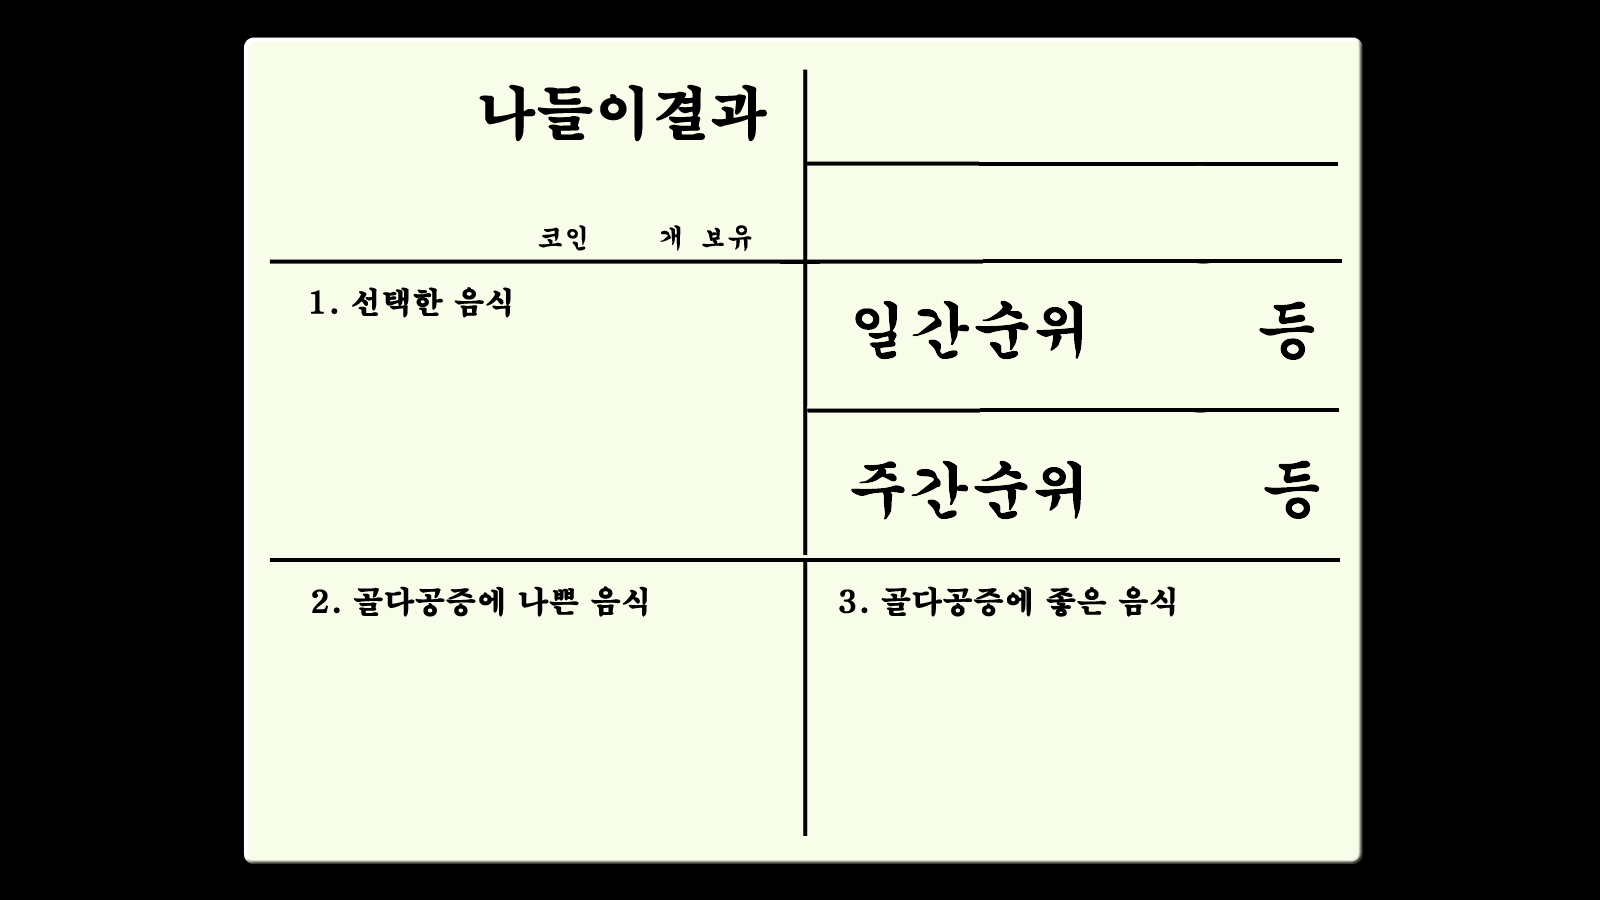 나들이결과
코인 개 보유
1. 선택한 음식
일간순위 등
주간순위 등
2. 골다공증에 나쁜 음식
3. 골다공증에 좋은 음식